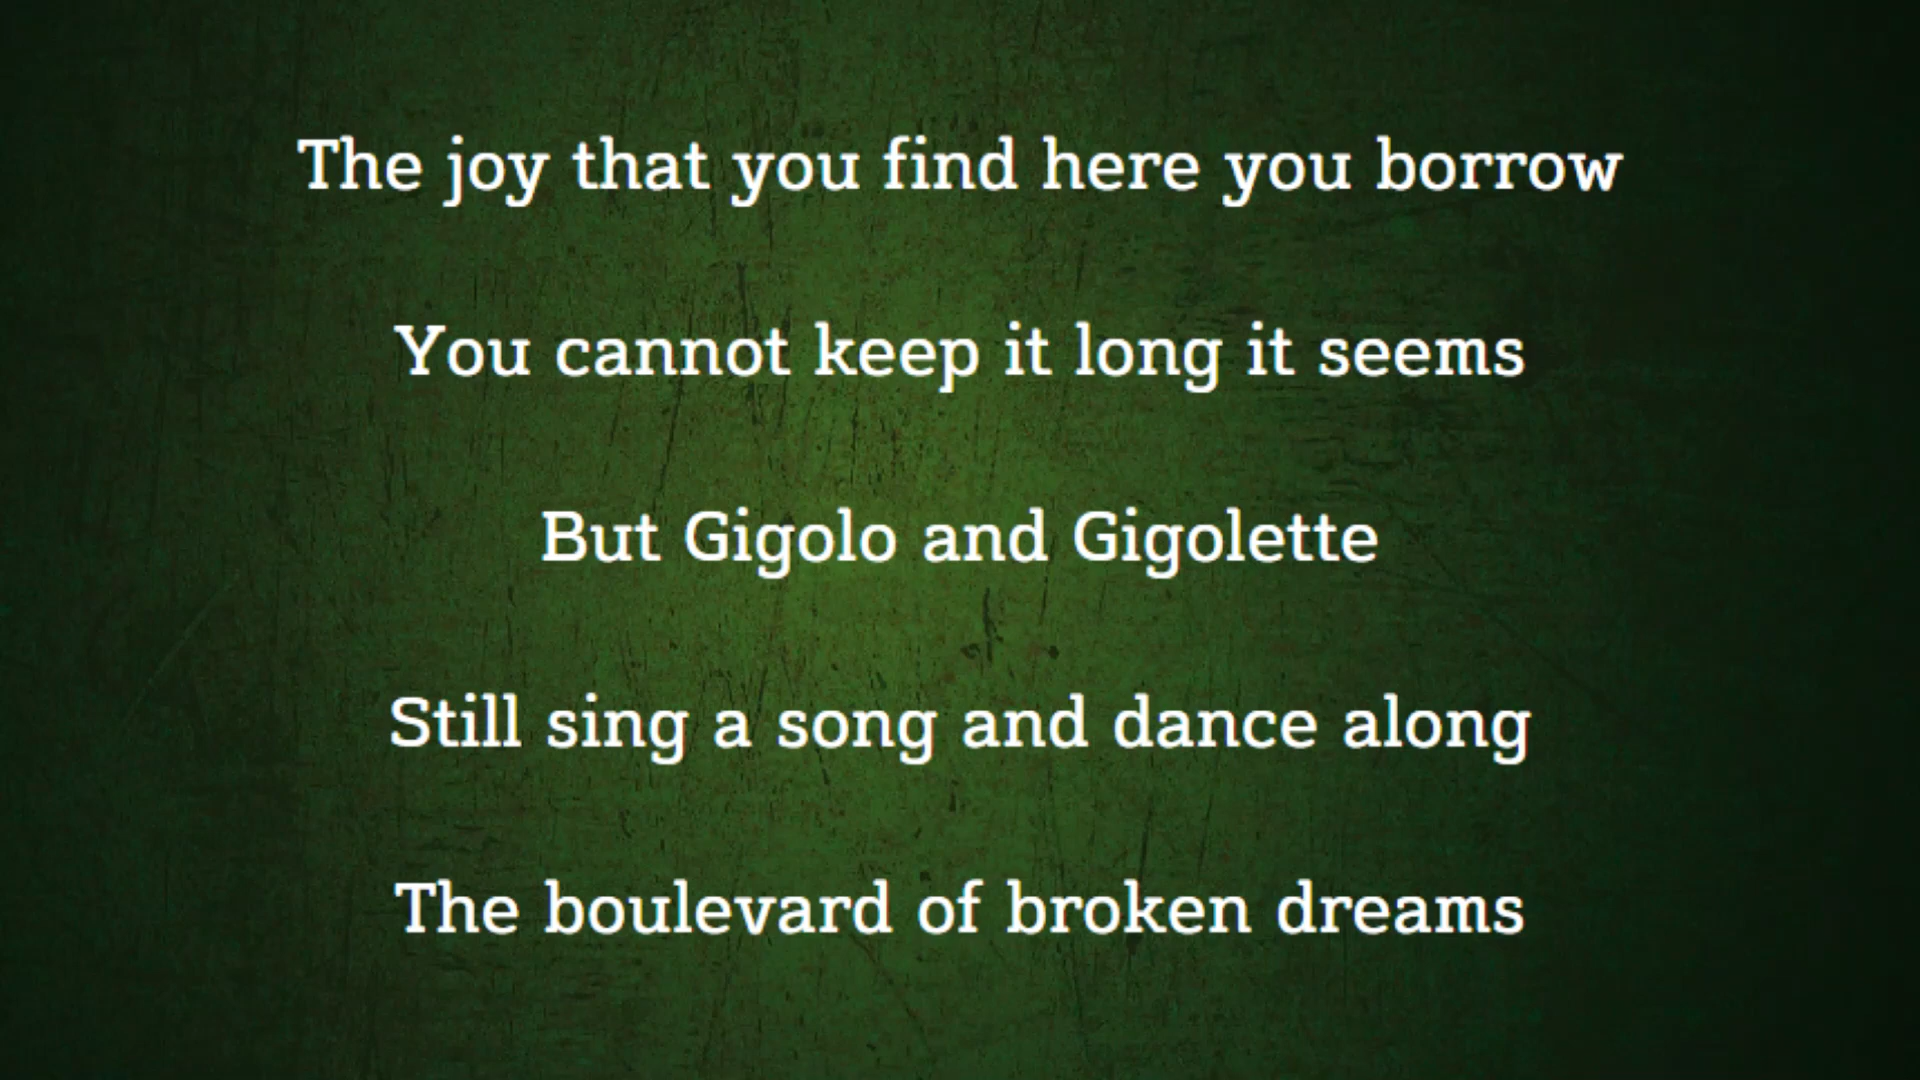 The joy that you find here you borrow
You cannot keep it long it seems
But Gigolo and Gigolette
Still sing a song and dance along
The boulevard of broken dreams